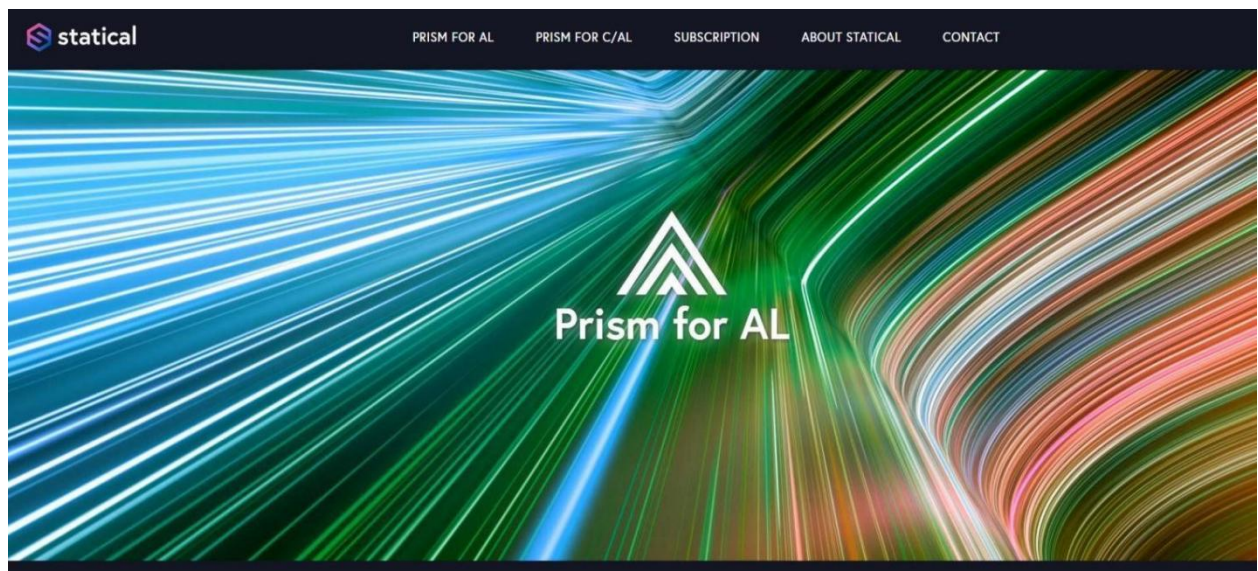 statical
PRISM FOR AL
PRISM FOR C/AL
SUBSCRIPTION
ABOUT STATICAL
CONTACT
Prism for AL